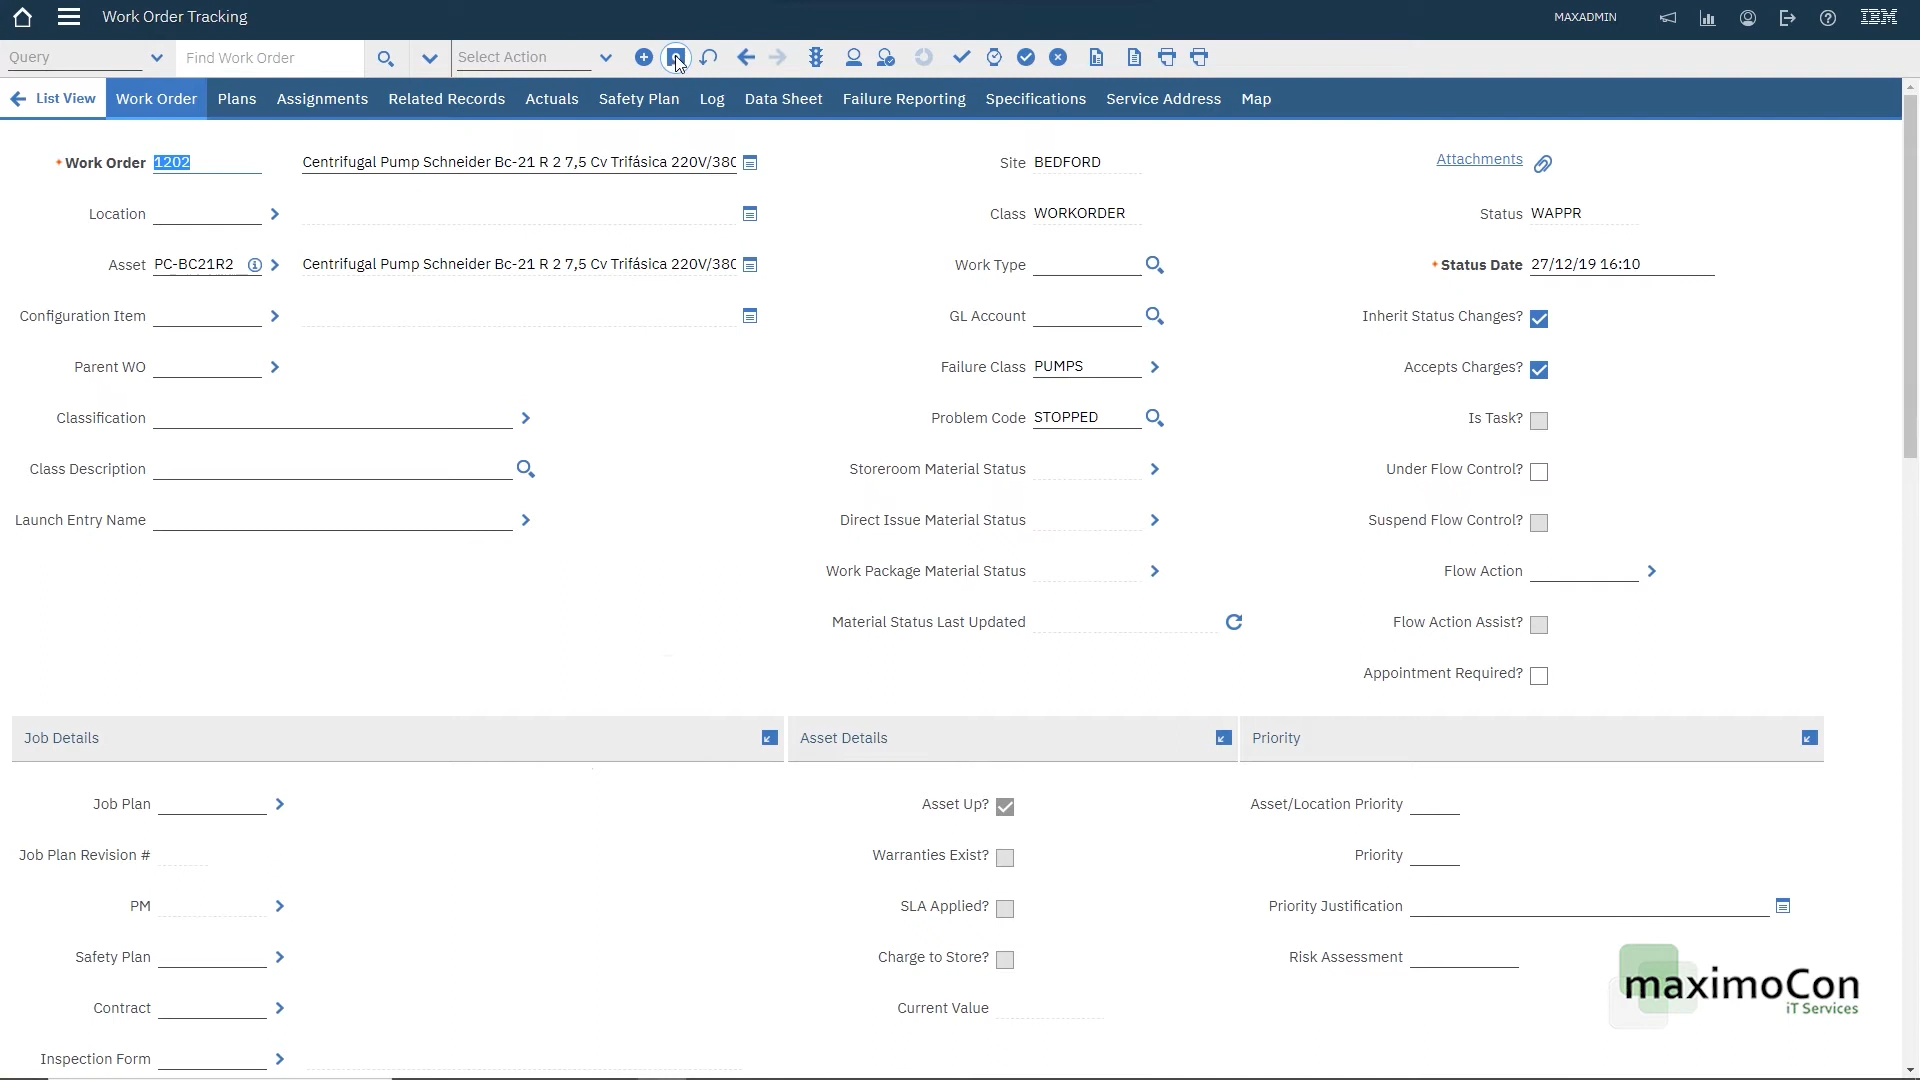 Work Order Tracking
MAXADMIN
IBM
Query
Find Work Order
Select Action
List View
Work Order
Plans
Assignments
Related Records
Actuals
Safety Plan
Log
Data Sheet
Failure Reporting
Specifications
Service Address
Map
* Work Order 1202 Centrifugal Pump Schneider Bc-21 R 2 7,5 Cv Trifásica 220V/380
Location
Asset PC-BC21R2 Centrifugal Pump Schneider Bc-21 R 2 7,5 Cv Trifásica 220V/380
Configuration Item
Parent WO
Classification
Class Description
Launch Entry Name
Site BEDFORD
Class WORKORDER
Work Type
GL Account
Failure Class PUMPS
Problem Code STOPPED
Storeroom Material Status
Direct Issue Material Status
Work Package Material Status
Material Status Last Updated
Attachments
Status WAPPR
* Status Date 27/12/19 16:10
Inherit Status Changes?
Accepts Charges?
Is Task?
Under Flow Control?
Suspend Flow Control?
Flow Action
Flow Action Assist?
Appointment Required?
Job Details
Job Plan
Job Plan Revision #
PM
Safety Plan
Contract
Inspection Form
Asset Details
Asset Up?
Warranties Exist?
SLA Applied?
Charge to Store?
Current Value
Priority
Asset/Location Priority
Priority
Priority Justification
Risk Assessment
maximoCon
iT Services